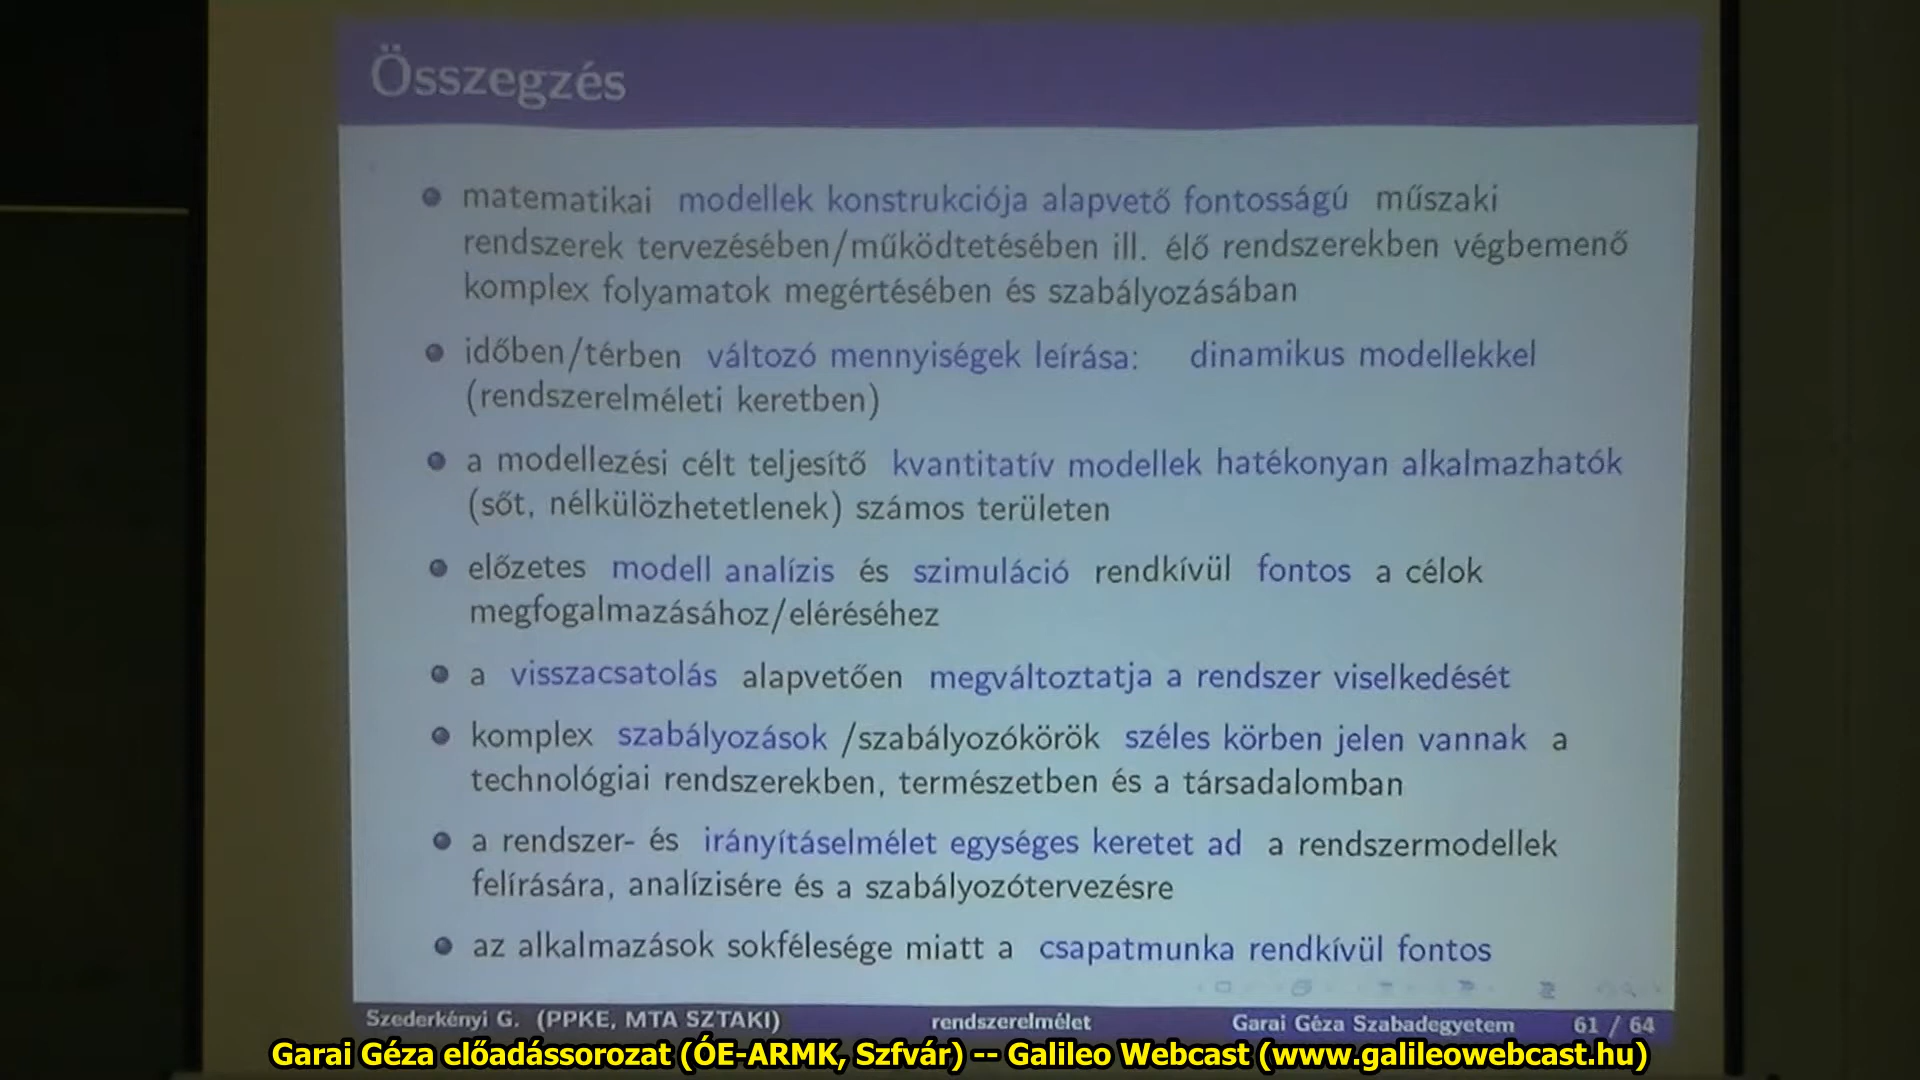 Összegzés
matematikai modellek konstrukciója alapvető fontosságú műszaki
rendszerek tervezésében/működtetésében ill. élő rendszerekben végbemenő
komplex folyamatok megértésében és szabályozásában
időben/térben változó mennyiségek leírása: dinamikus modellekkel
(rendszerelméleti keretben)
a modellezési célt teljesítő kvantitatív modellek hatékonyan alkalmazhatók
(sőt, nélkülözhetetlenek) számos területen
előzetes modell analízis és szimuláció rendkívül fontos a célok
megfogalmazásához/eléréséhez
a visszacsatolás alapvetően megváltoztatja a rendszer viselkedését
komplex szabályozások /szabályozókörök széles körben jelen vannak a
technológiai rendszerekben, természetben és a társadalomban
a rendszer- és irányításelmélet egységes keretet ad a rendszermodellek
felírására, analízisére és a szabályozótervezésre
az alkalmazások sokfélesége miatt a csapatmunka rendkívül fontos
Szederkényi G. (PPKE, MTA SZTAKI) rendszerelmélet Garai Géza Szabadegyetem 61 / 64
Garai Géza előadássorozat (ÓE-ARMK, Szfvár) -- Galileo Webcast (www.galileowebcast.hu)